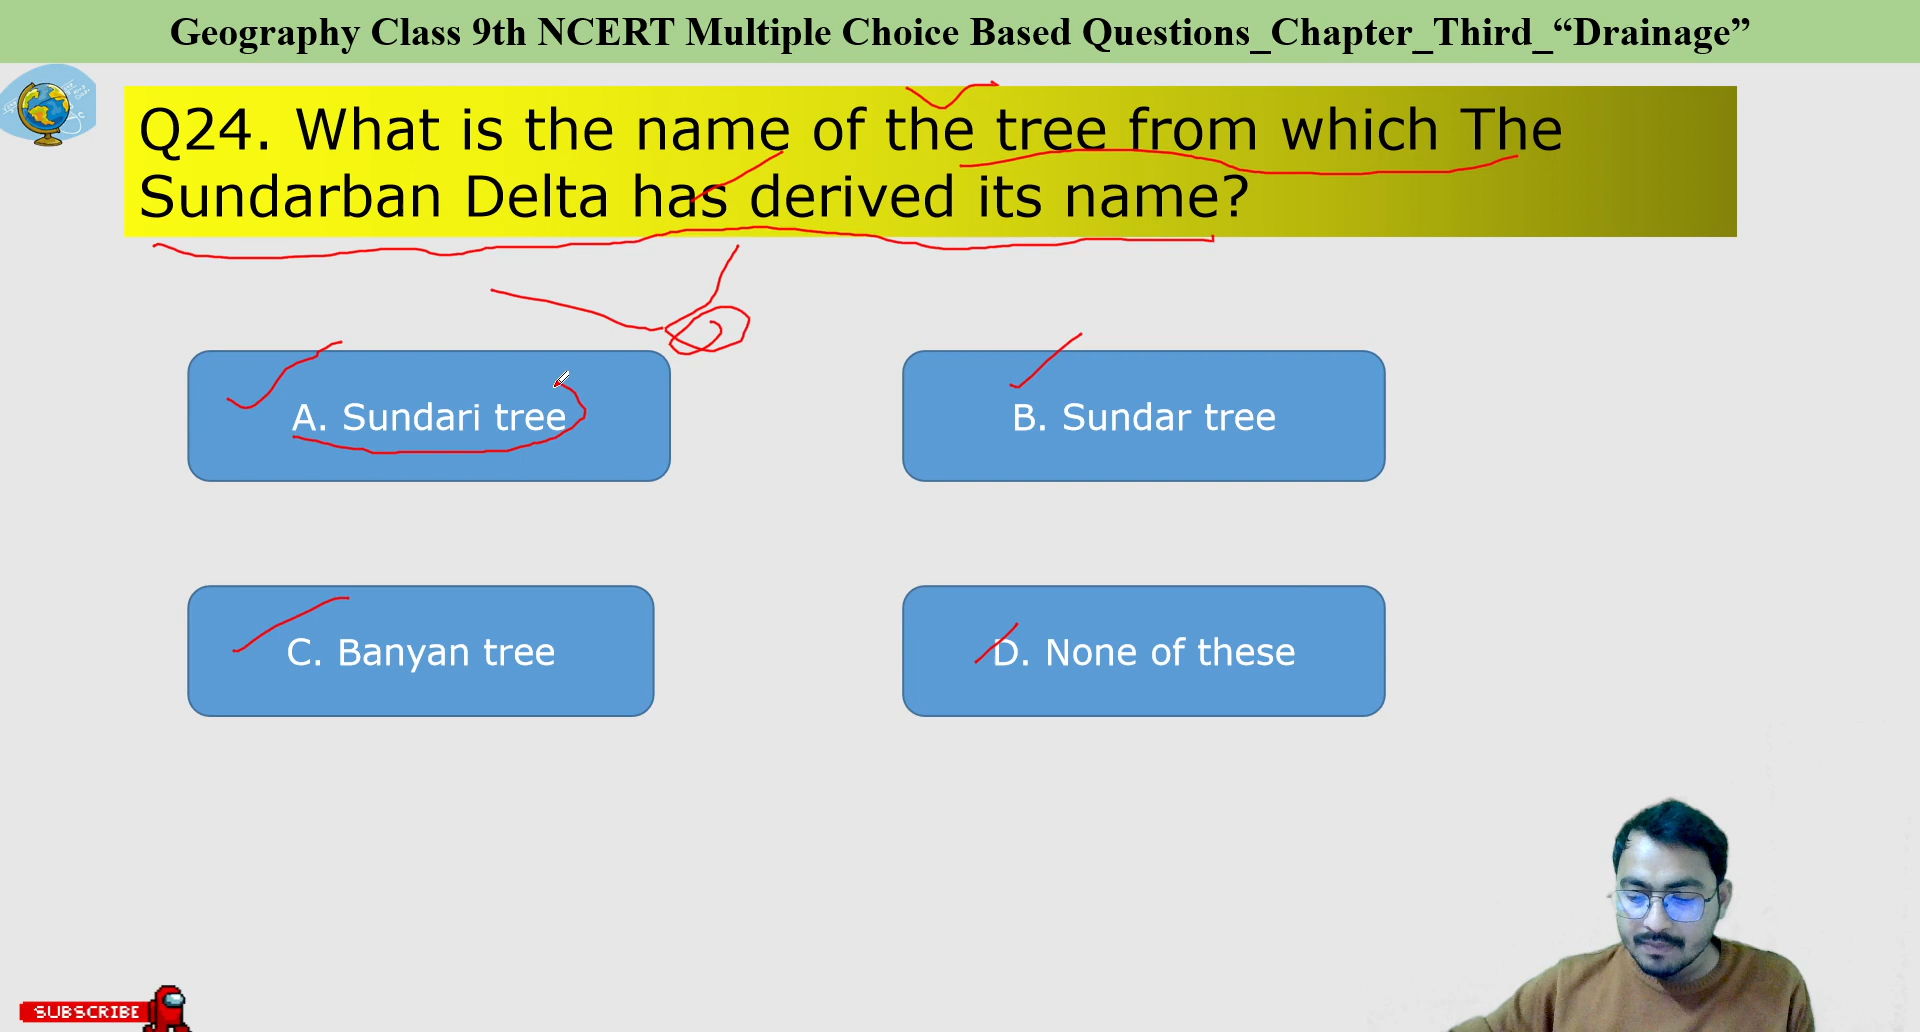 Geography Class 9th NCERT Multiple Choice Based Questions_Chapter_Third_“Drainage”
Q24. What is the name of the tree from which The
Sundarban Delta has derived its name?
A. Sundari tree
B. Sundar tree
C. Banyan tree
D. None of these
SUBSCRIBE